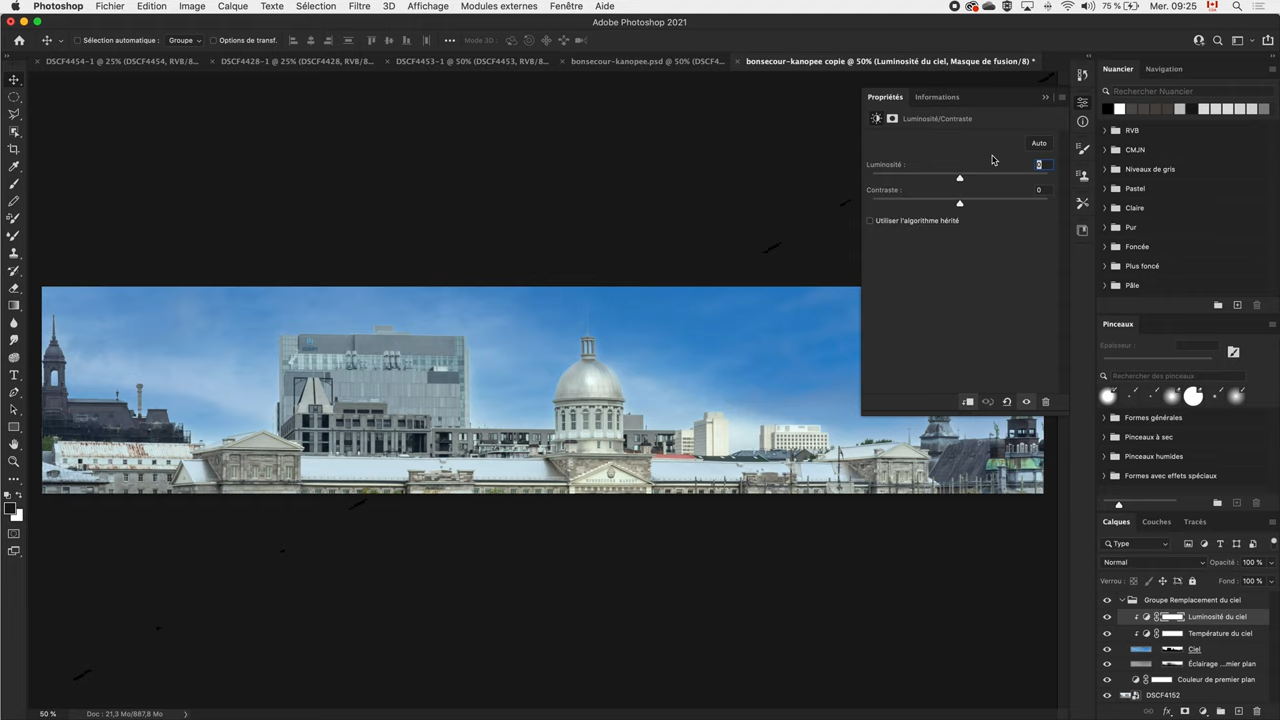 Photoshop Fichier Edition Image Calque Texte Sélection Filtre 3D Affichage Modules externes Fenêtre Aide 75 % Mer. 09:25
Adobe Photoshop 2021
Sélection automatique : Groupe Options de transf. Mode 3D :
DSCF4454-1 @ 25% (DSCF4454, RVB/8... DSCF4428-1 @ 25% (DSCF4428, RVB/8... DSCF4453-1 @ 50% (DSCF4453, RVB/8... bonsecour-kanopee.psd @ 50% (DSCF4... bonsecour-kanopee copie @ 50% (Luminosité du ciel, Masque de fusion/8) *
Propriétés Informations
Luminosité/Contraste
Auto
Luminosité : 0
Contraste : 0
Utiliser l'algorithme hérité
BONSECOURS MARKET
Nuancier Navigation
Rechercher Nuancier
RVB
CMJN
Niveaux de gris
Pastel
Claire
Pur
Foncée
Plus foncé
Pâle
Pinceaux
Epaisseur :
Rechercher des pinceaux
Formes générales
Pinceaux à sec
Pinceaux humides
Formes avec effets spéciaux
Calques Couches Tracés
Type
Normal Opacité : 100 %
Verrou : Fond : 100 %
Groupe Remplacement du ciel
Luminosité du ciel
Température du ciel
Ciel
Éclairage ...mier plan
Couleur de premier plan
DSCF4152
50 % Doc : 21,3 Mo/887,8 Mo